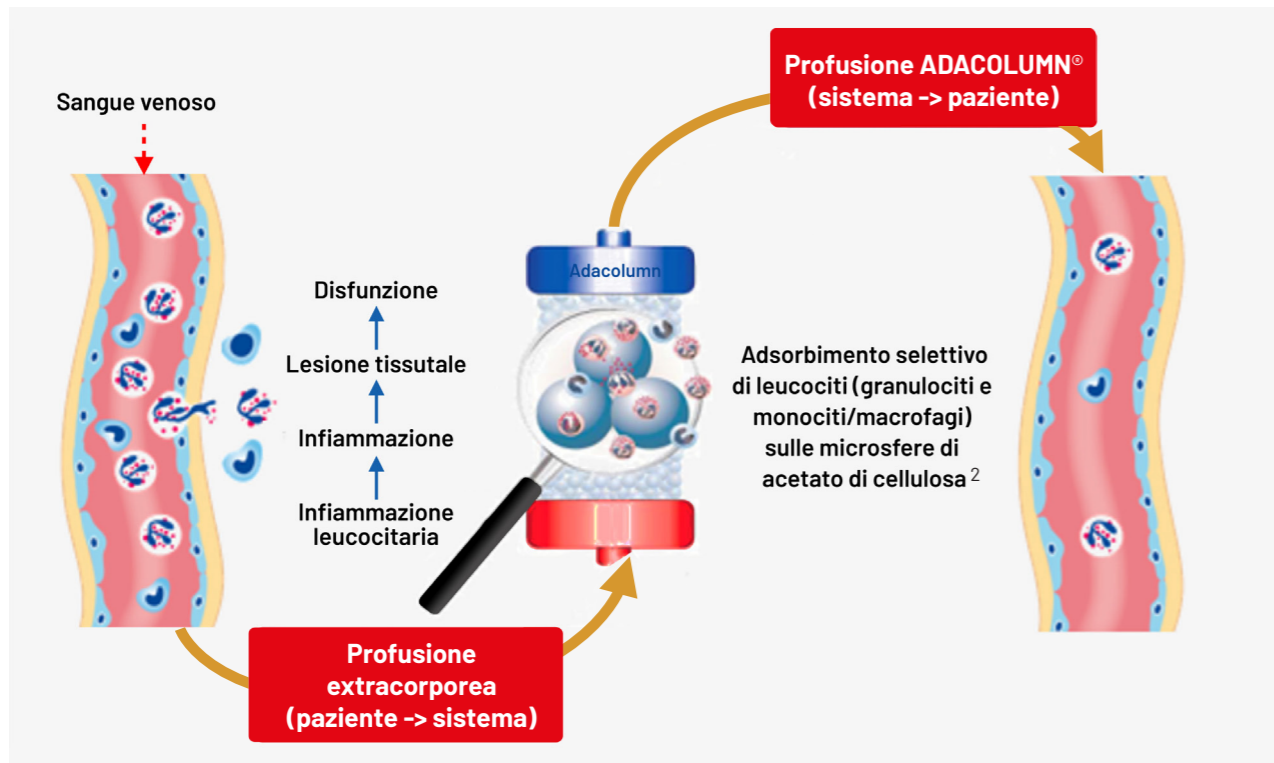 Sangue venoso
Disfunzione
Lesione tissutale
Infiammazione
Infiammazione
leucocitaria
Profusione
extracorporea
(paziente -> sistema)
Adacolumn
Profusione ADACOLUMN®
(sistema -> paziente)
Adsorbimento selettivo
di leucociti (granulociti e
monociti/macrofagi)
sulle microsfere di
acetato di cellulosa 2